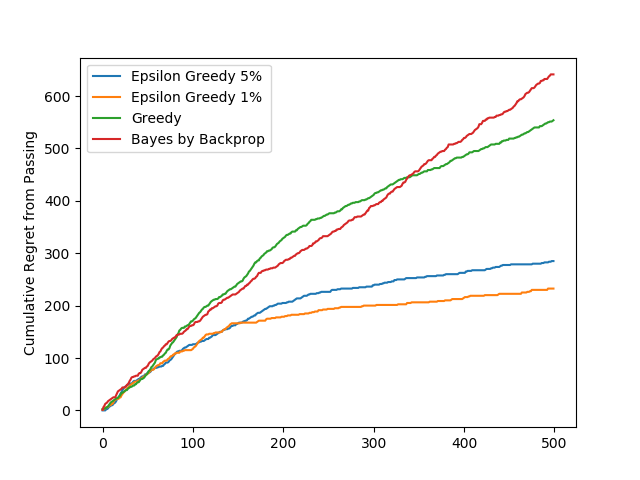 Epsilon Greedy 5%
Epsilon Greedy 1%
Greedy
Bayes by Backprop
Cumulative Regret from Passing
600
500
400
300
200
100
0
0 100 200 300 400 500